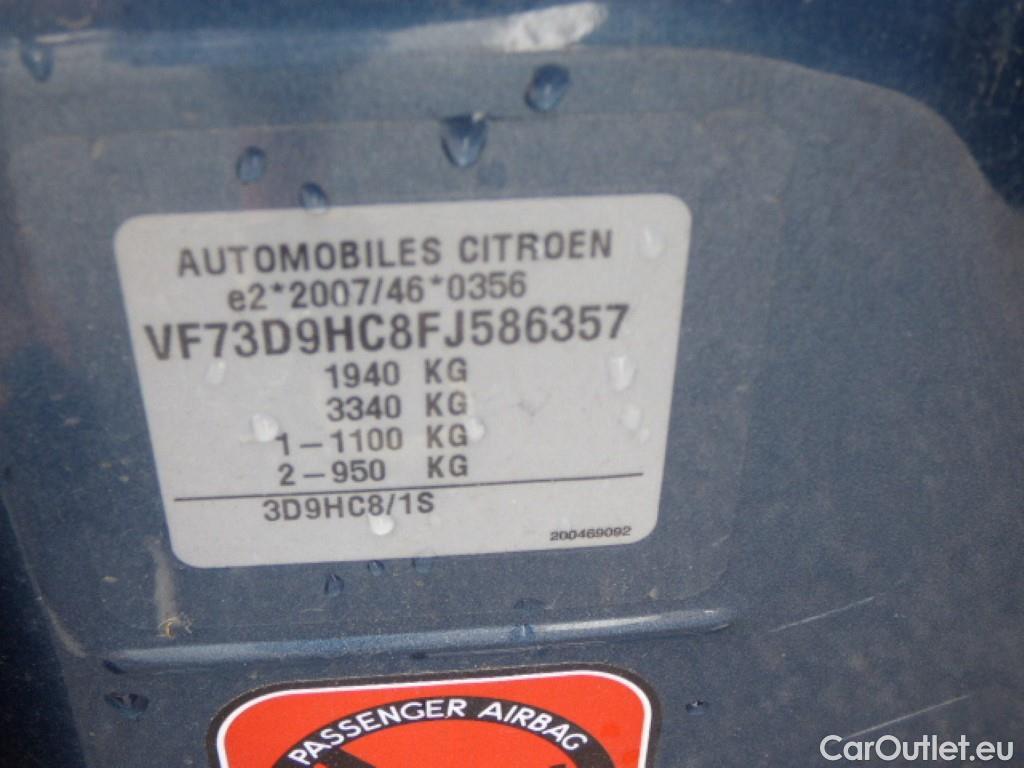 AUTOMOBILES CITROEN
e2*2007/46*0356
VF73D9HC8FJ586357
1940 KG
3340 KG
1-1100 KG
2-950 KG
3D9HC8/1S
200469092
PASSENGER AIRBAG
CarOutlet.eu